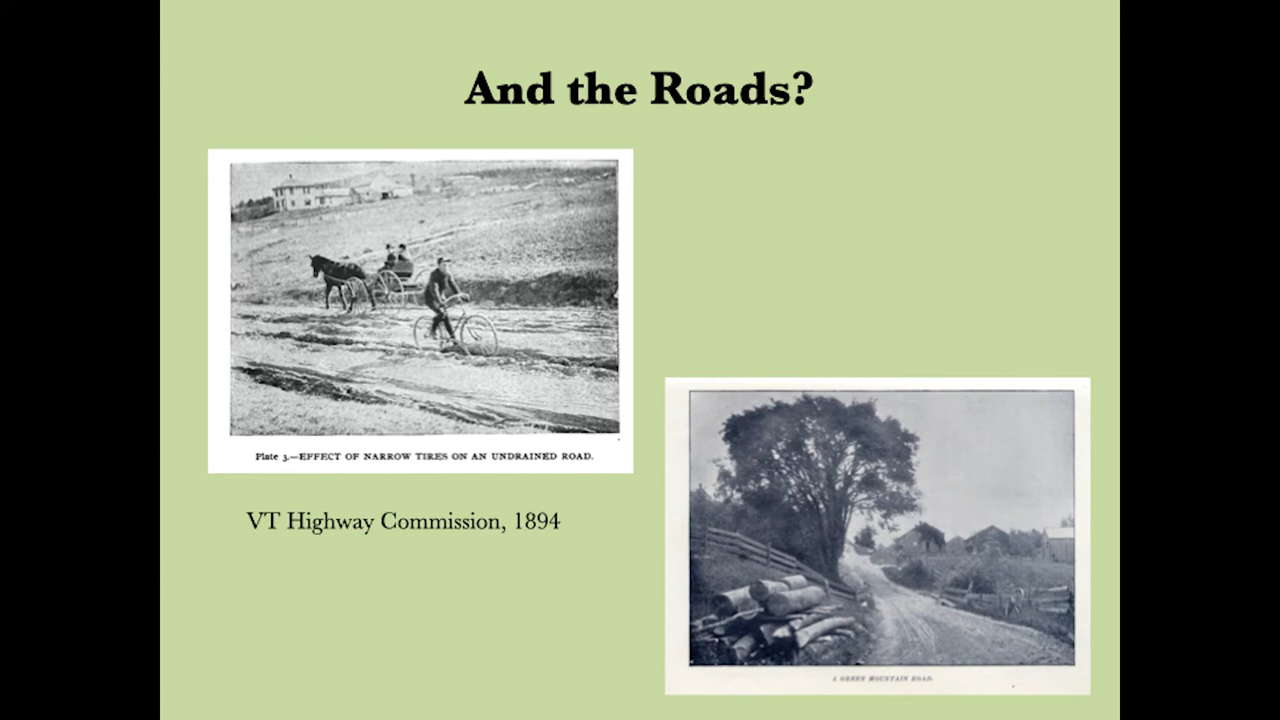 And the Roads?
Plate 3.—EFFECT OF NARROW TIRES ON AN UNDRAINED ROAD.
VT Highway Commission, 1894
A GREEN MOUNTAIN ROAD.